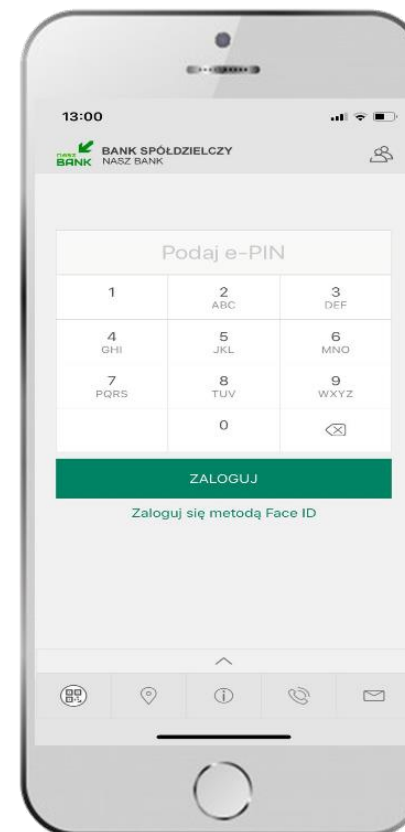 13:00
nasz BANK
BANK SPÓŁDZIELCZY
NASZ BANK
Podaj e-PIN
1
2
ABC
3
DEF
4
GHI
5
JKL
6
MNO
7
PQRS
8
TUV
9
WXYZ
0
ZALOGUJ
Zaloguj się metodą Face ID